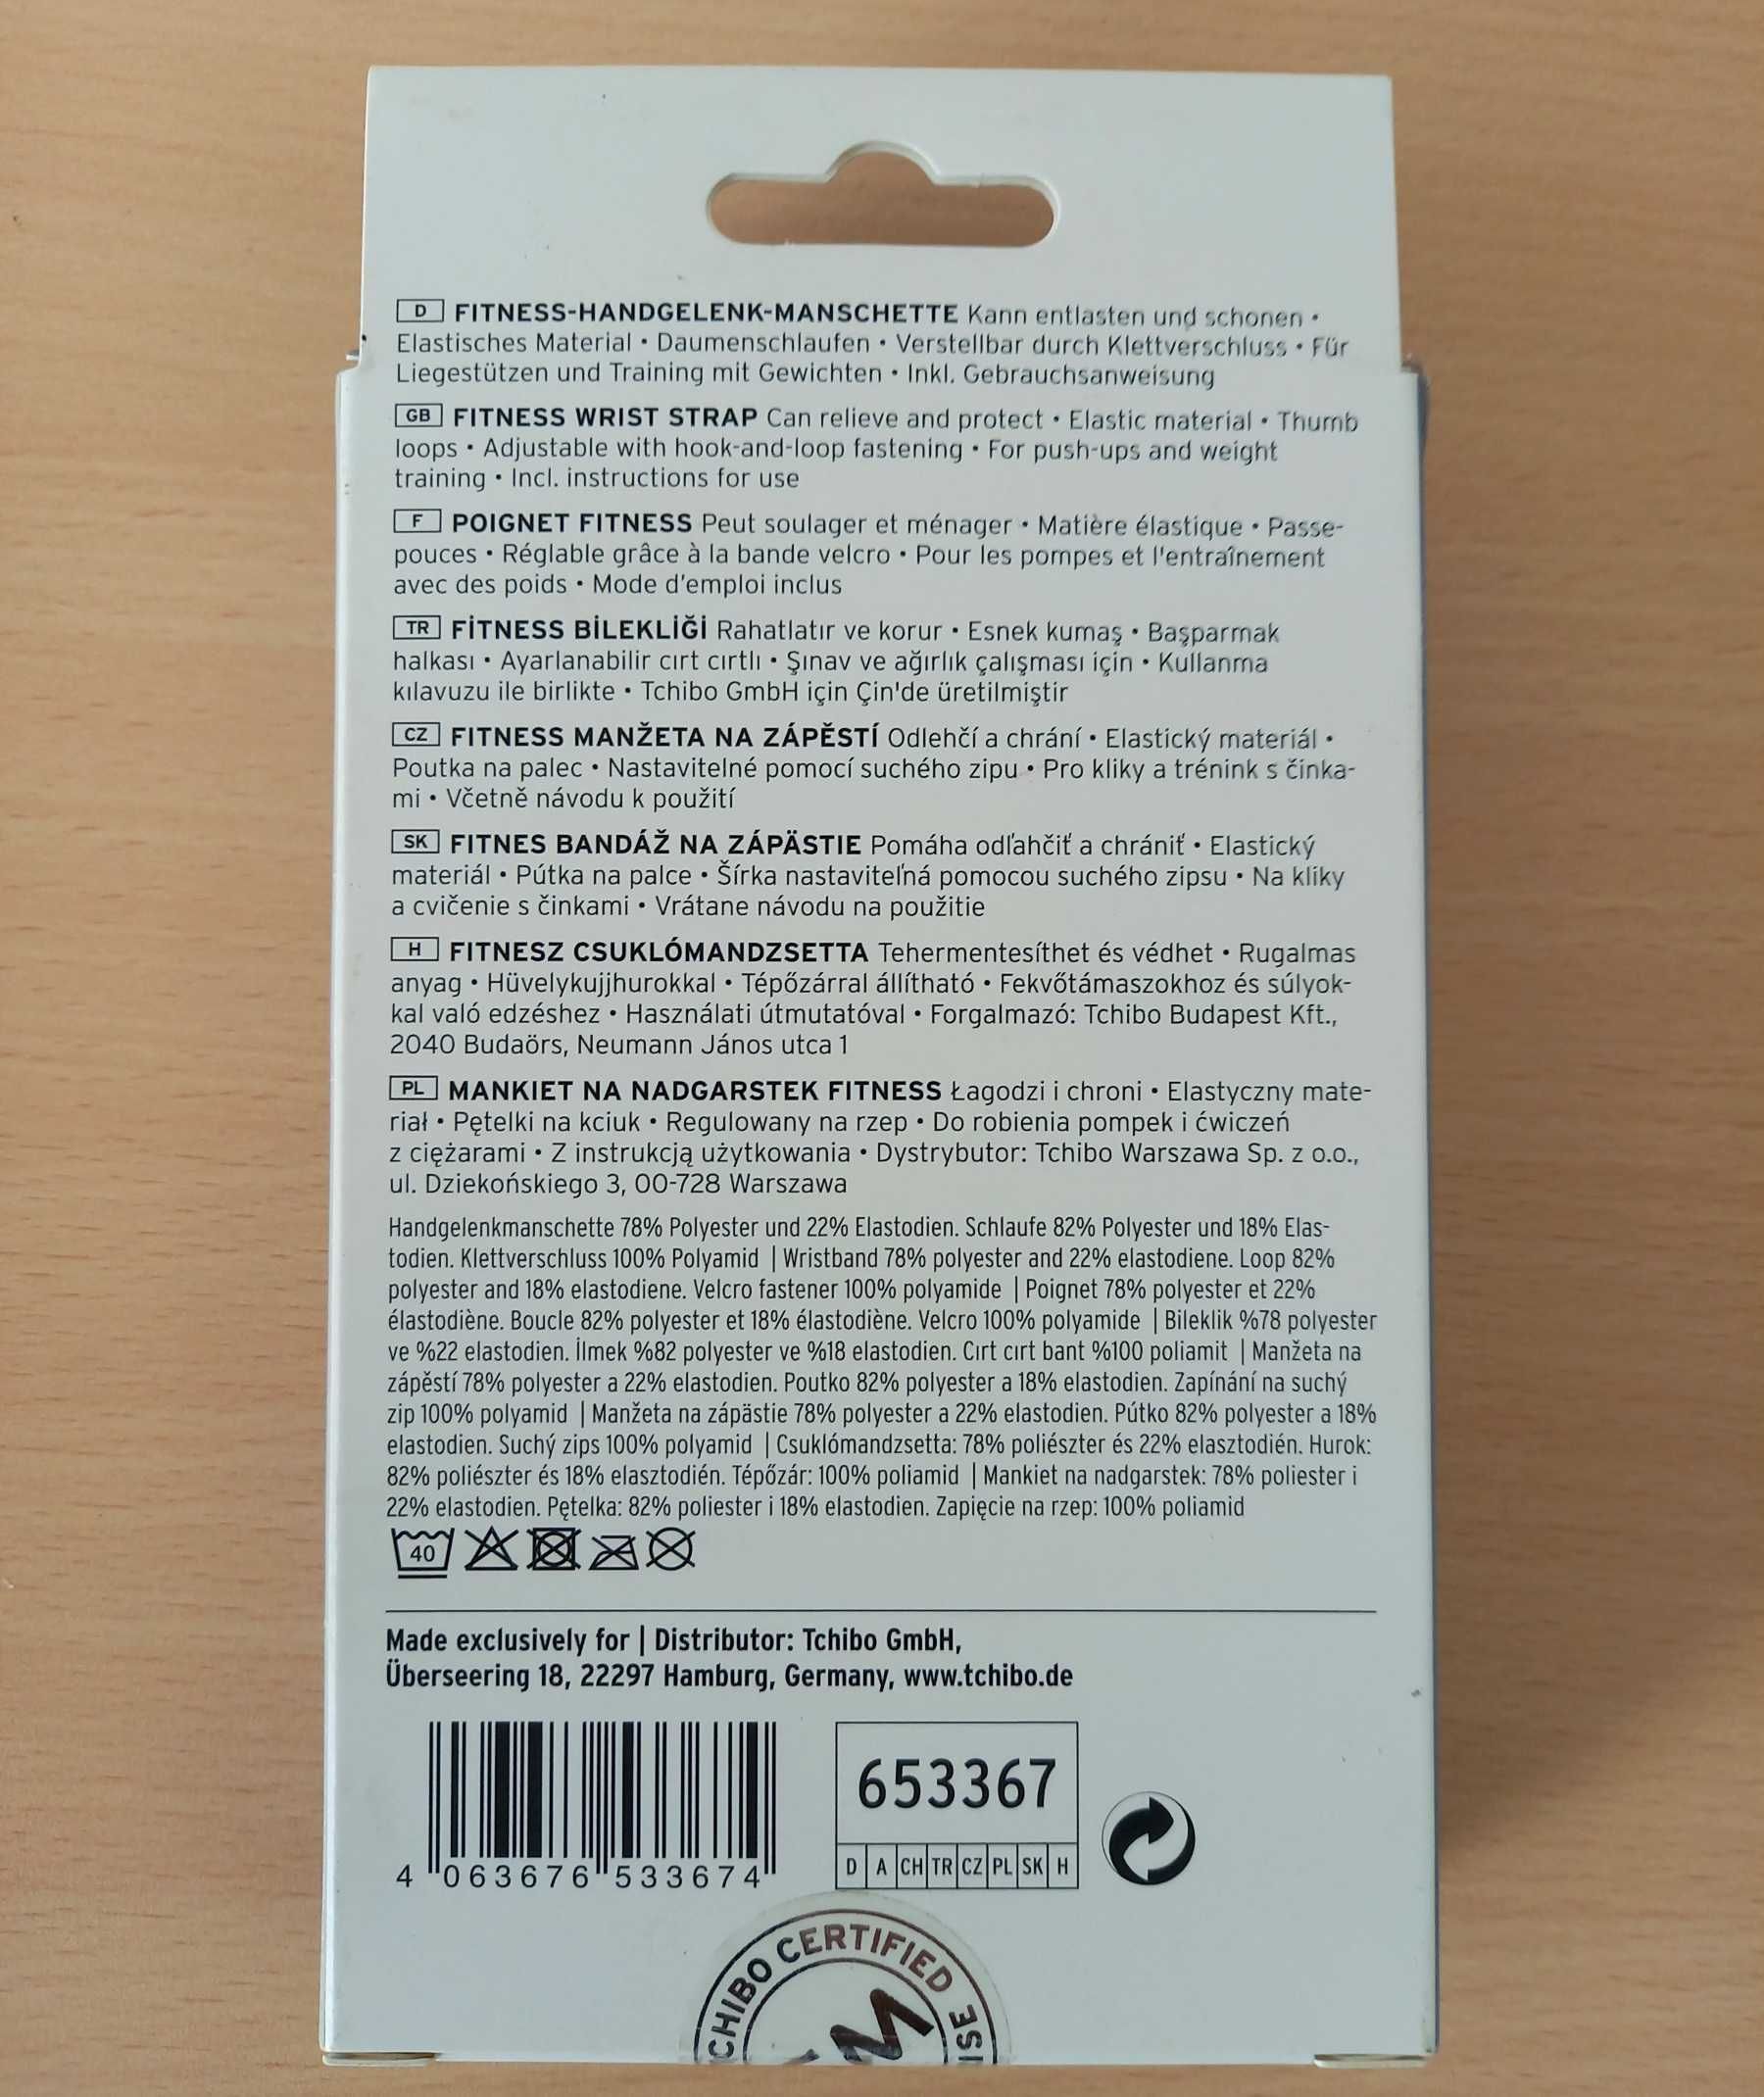 D FITNESS-HANDGELENK-MANSCHETTE Kann entlasten und schonen •
Elastisches Material • Daumenschlaufen • Verstellbar durch Klettverschluss • Für
Liegestützen und Training mit Gewichten • Inkl. Gebrauchsanweisung
GB FITNESS WRIST STRAP Can relieve and protect • Elastic material • Thumb
loops • Adjustable with hook-and-loop fastening • For push-ups and weight
training • Incl. instructions for use
F POIGNET FITNESS Peut soulager et ménager • Matière élastique • Passe-
pouces • Réglable grâce à la bande velcro • Pour les pompes et l'entraînement
avec des poids • Mode d'emploi inclus
TR FİTNESS BİLEKLİĞİ Rahatlatır ve korur • Esnek kumaş • Başparmak
halkası • Ayarlanabilir cırt cırtlı • Şınav ve ağırlık çalışması için • Kullanma
kılavuzu ile birlikte • Tchibo GmbH için Çin'de üretilmiştir
CZ FITNESS MANŽETA NA ZÁPĚSTÍ Odlehčí a chrání • Elastický materiál •
Poutka na palec • Nastavitelné pomocí suchého zipu • Pro kliky a trénink s činka-
mi • Včetně návodu k použití
SK FITNES BANDÁŽ NA ZÁPÄSTIE Pomáha odľahčiť a chrániť • Elastický
materiál • Pútka na palce • Šírka nastaviteľná pomocou suchého zipsu • Na kliky
a cvičenie s činkami • Vrátane návodu na použitie
H FITNESZ CSUKLÓMANDZSETTA Tehermentesíthet és védhet • Rugalmas
anyag • Hüvelykujjhurokkal • Tépőzárral állítható • Fekvőtámaszokhoz és súlyok-
kal való edzéshez • Használati útmutatóval • Forgalmazó: Tchibo Budapest Kft.,
2040 Budaörs, Neumann János utca 1
PL MANKIET NA NADGARSTEK FITNESS Łagodzi i chroni • Elastyczny mate-
riał • Pętelki na kciuk • Regulowany na rzep • Do robienia pompek i ćwiczeń
z ciężarami • Z instrukcją użytkowania • Dystrybutor: Tchibo Warszawa Sp. z o.o.,
ul. Dziekońskiego 3, 00-728 Warszawa
Handgelenkmanschette 78% Polyester und 22% Elastodien. Schlaufe 82% Polyester und 18% Elas-
todien. Klettverschluss 100% Polyamid | Wristband 78% polyester and 22% elastodiene. Loop 82%
polyester and 18% elastodiene. Velcro fastener 100% polyamide | Poignet 78% polyester et 22%
élastodiène. Boucle 82% polyester et 18% élastodiène. Velcro 100% polyamide | Bileklik %78 polyester
ve %22 elastodien. İlmek %82 polyester ve %18 elastodien. Cırt cırt bant %100 poliamit | Manžeta na
zápěstí 78% polyester a 22% elastodien. Poutko 82% polyester a 18% elastodien. Zapínání na suchý
zip 100% polyamid | Manžeta na zápästie 78% polyester a 22% elastodien. Pútko 82% polyester a 18%
elastodien. Suchý zips 100% polyamid | Csuklómandzsetta: 78% poliészter és 22% elasztodién. Hurok:
82% poliészter és 18% elasztodién. Tépőzár: 100% poliamid | Mankiet na nadgarstek: 78% poliester i
22% elastodien. Pętelka: 82% poliester i 18% elastodien. Zapięcie na rzep: 100% poliamid
40
Made exclusively for | Distributor: Tchibo GmbH,
Überseering 18, 22297 Hamburg, Germany, www.tchibo.de
653367
D A CH TR CZ PL SK H
4 063676 533674
CHIBO CERTIFIED